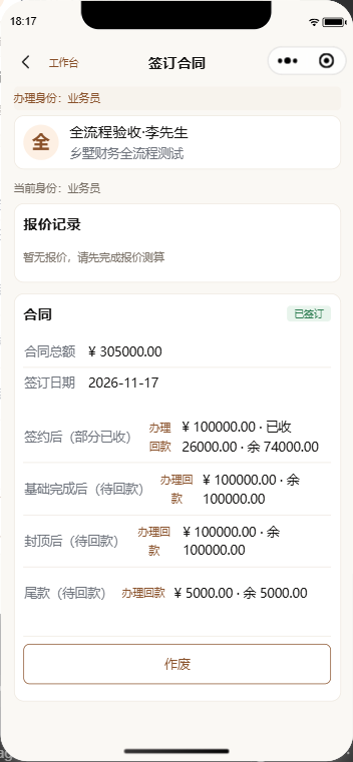 18:17
工作台
签订合同
办理身份：业务员
全
全流程验收·李先生
乡墅财务全流程测试
当前身份：业务员
报价记录
暂无报价，请先完成报价测算
合同
已签订
合同总额 ¥ 305000.00
签订日期 2026-11-17
签约后（部分已收） 办理回款 ¥ 100000.00 · 已收
26000.00 · 余 74000.00
基础完成后（待回款） 办理回款 ¥ 100000.00 · 余
100000.00
封顶后（待回款） 办理回款 ¥ 100000.00 · 余
100000.00
尾款（待回款） 办理回款 ¥ 5000.00 · 余 5000.00
作废